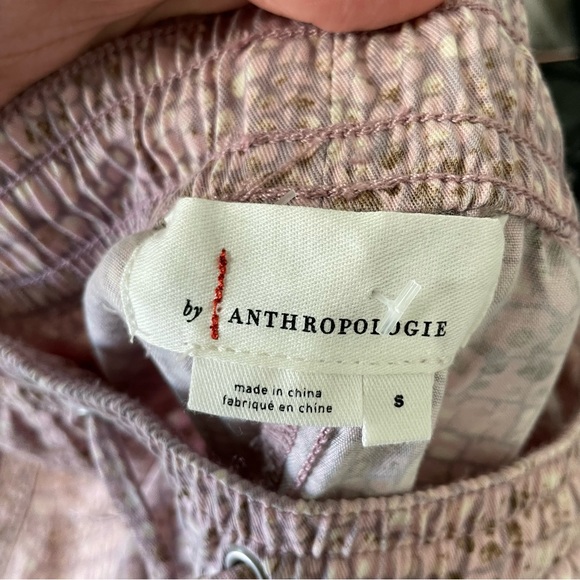 by ANTHROPOLOGIE
made in china
fabriqué en chine
S